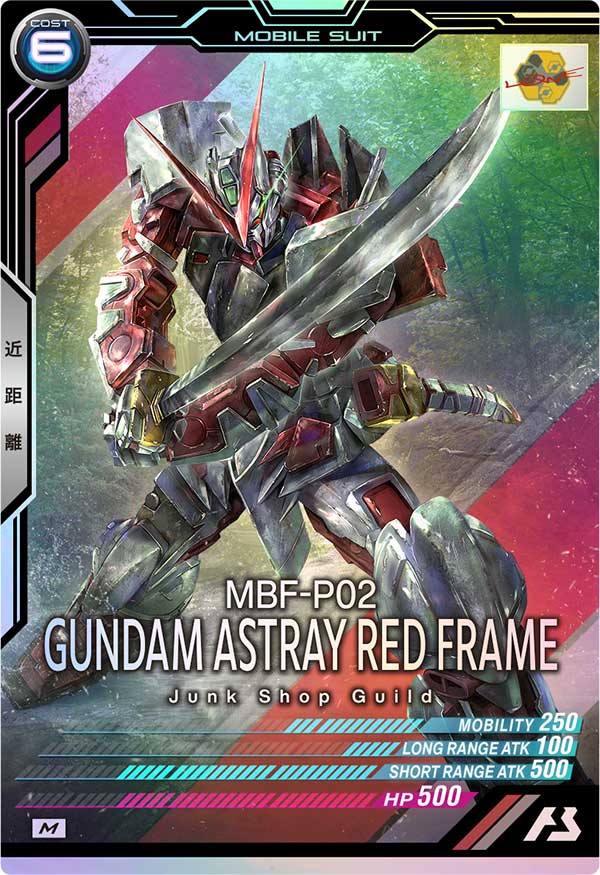 COST
6
MOBILE SUIT
近距離
MBF-P02
GUNDAM ASTRAY RED FRAME
Junk Shop Guild
MOBILITY 250
LONG RANGE ATK 100
SHORT RANGE ATK 500
HP 500
M